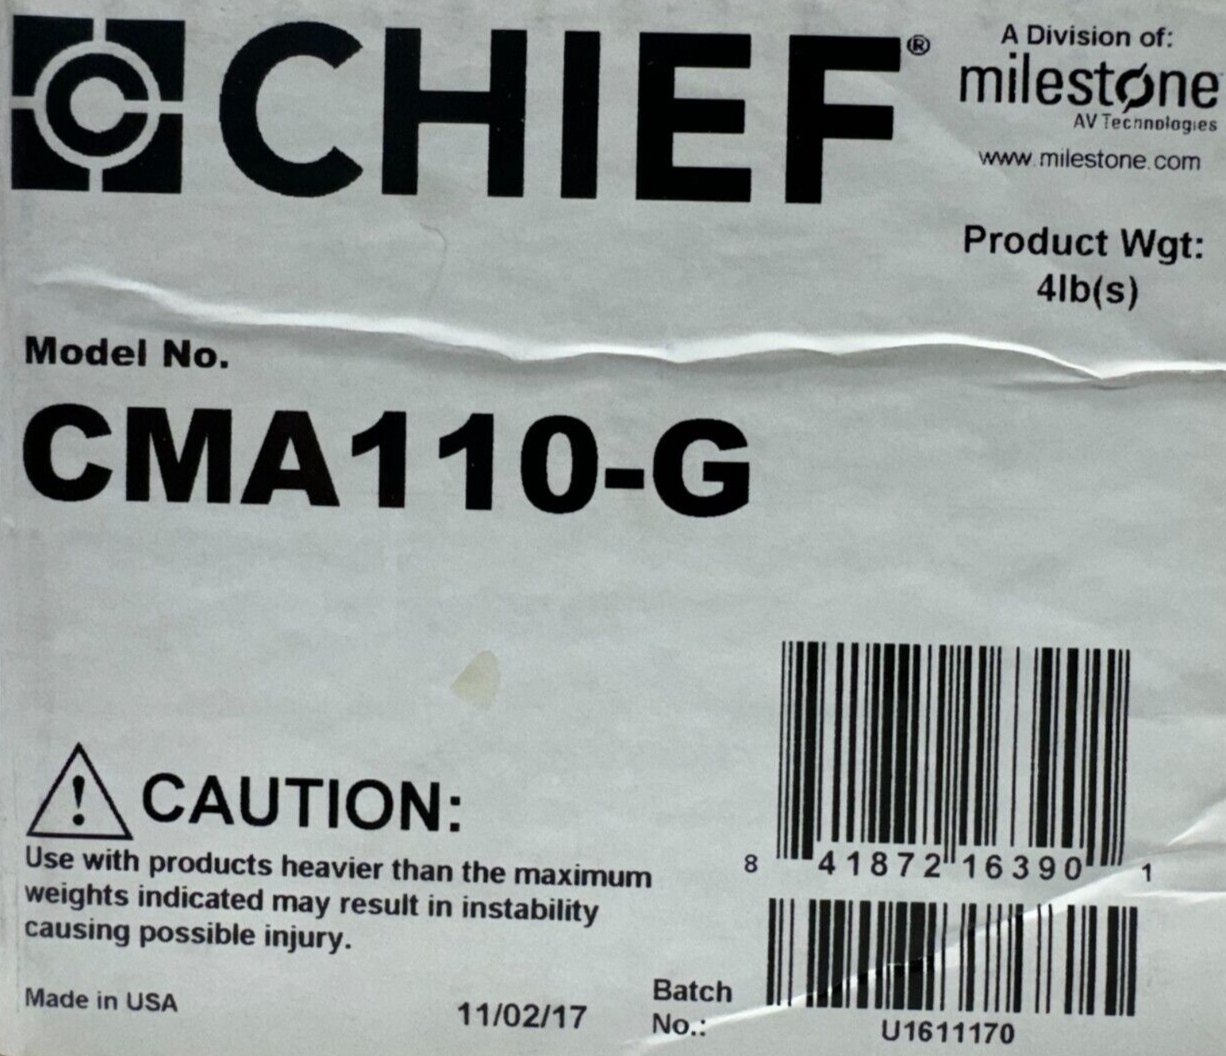 CHIEF®
A Division of:
milestone
AV Technologies
www.milestone.com
Product Wgt:
4lb(s)
Model No.
CMA110-G
! CAUTION:
Use with products heavier than the maximum
weights indicated may result in instability
causing possible injury.
Made in USA
11/02/17
8 41872 16390 1
Batch
No.:
U1611170